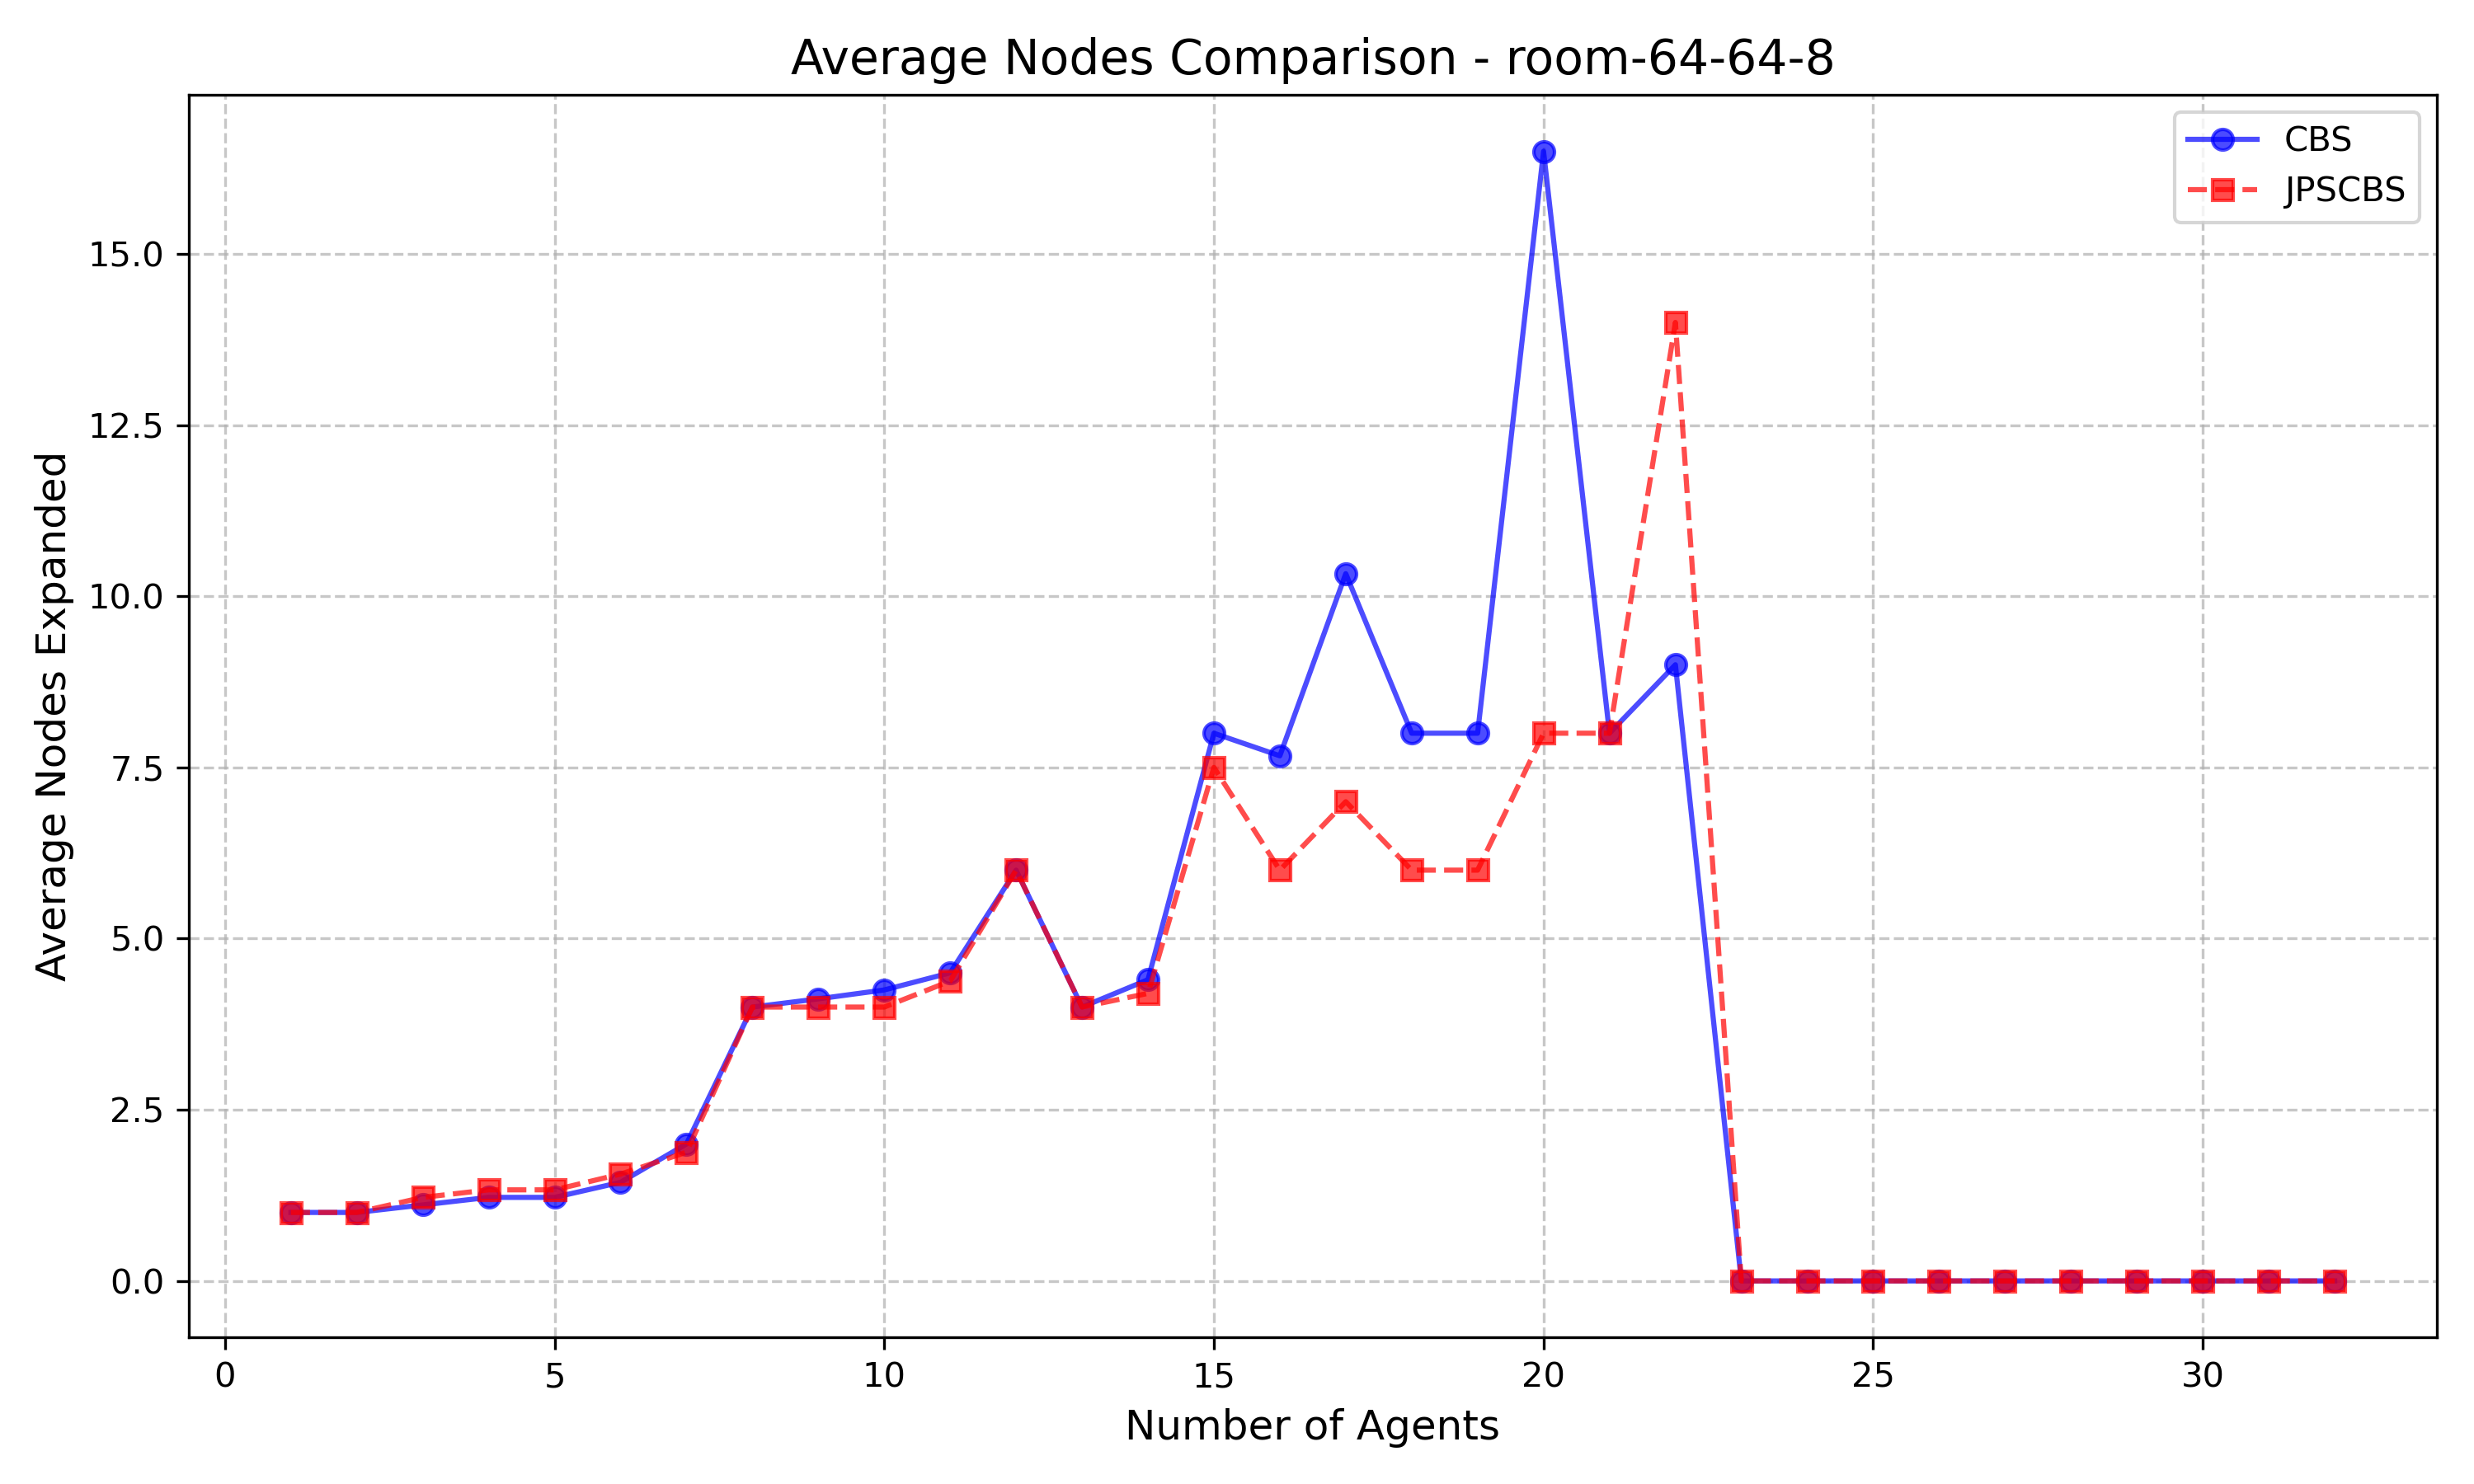 Average Nodes Comparison - room-64-64-8
CBS
JPSCBS
Average Nodes Expanded
15.0
12.5
10.0
7.5
5.0
2.5
0.0
0 5 10 15 20 25 30
Number of Agents